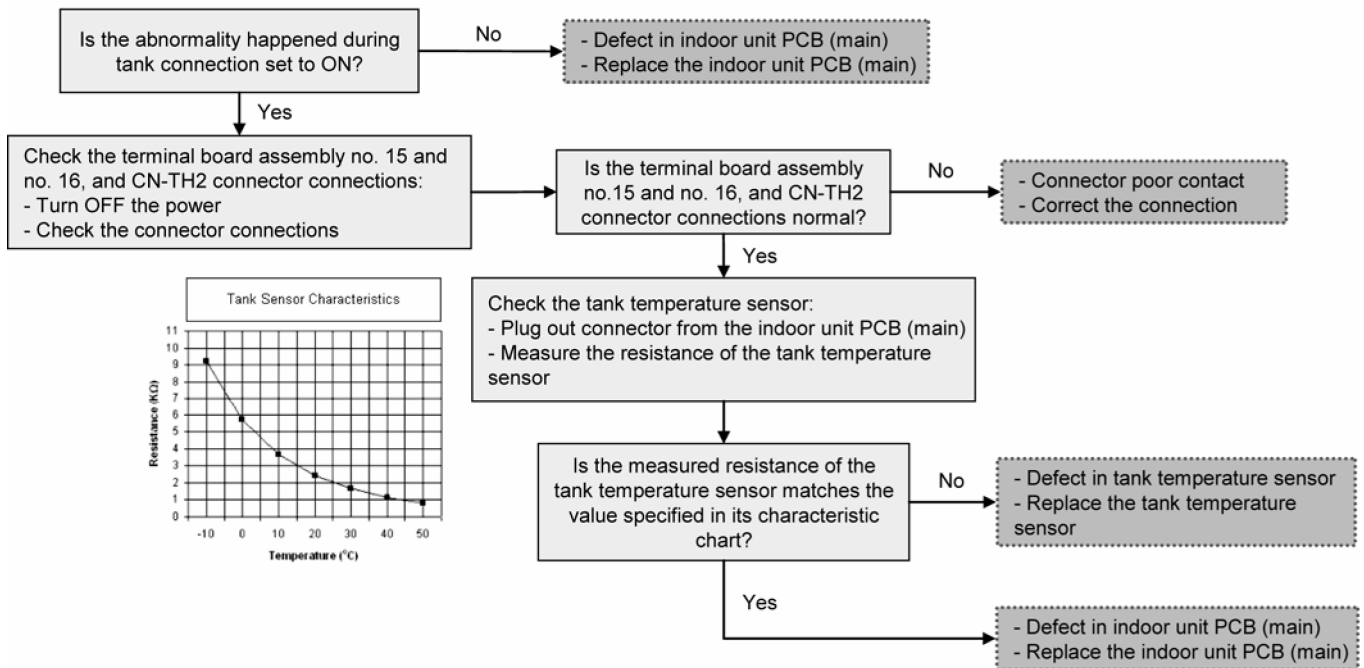 Is the abnormality happened during
tank connection set to ON?
No
- Defect in indoor unit PCB (main)
- Replace the indoor unit PCB (main)
Yes
Check the terminal board assembly no. 15 and
no. 16, and CN-TH2 connector connections:
- Turn OFF the power
- Check the connector connections
Is the terminal board assembly
no.15 and no. 16, and CN-TH2
connector connections normal?
No
- Connector poor contact
- Correct the connection
Yes
Tank Sensor Characteristics
11
10
9
8
7
6
5
4
3
2
1
0
Resistance (KΩ)
-10 0 10 20 30 40 50
Temperature (°C)
Check the tank temperature sensor:
- Plug out connector from the indoor unit PCB (main)
- Measure the resistance of the tank temperature
sensor
Is the measured resistance of the
tank temperature sensor matches the
value specified in its characteristic
chart?
No
- Defect in tank temperature sensor
- Replace the tank temperature
sensor
Yes
- Defect in indoor unit PCB (main)
- Replace the indoor unit PCB (main)